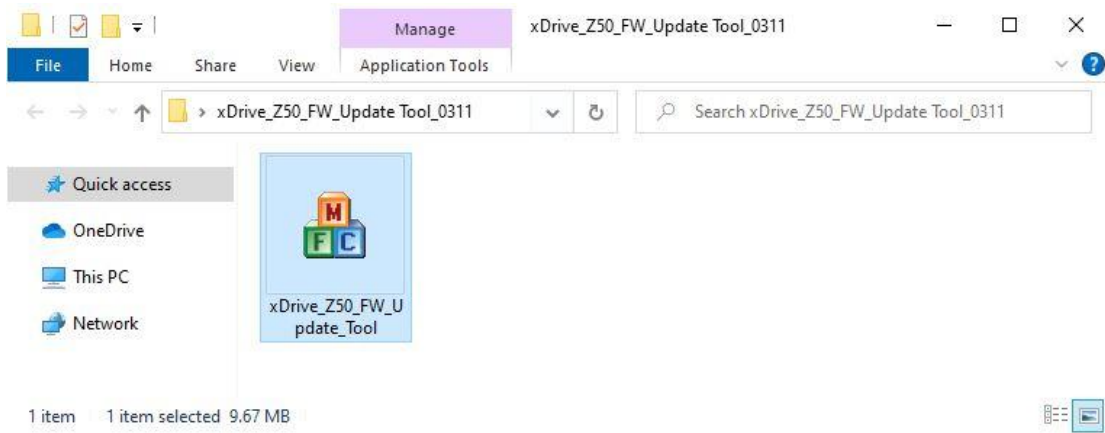 Manage
xDrive_Z50_FW_Update Tool_0311
File Home Share View Application Tools
xDrive_Z50_FW_Update Tool_0311
Search xDrive_Z50_FW_Update Tool_0311
Quick access
OneDrive
This PC
Network
M
F C
xDrive_Z50_FW_U
pdate_Tool
1 item 1 item selected 9.67 MB